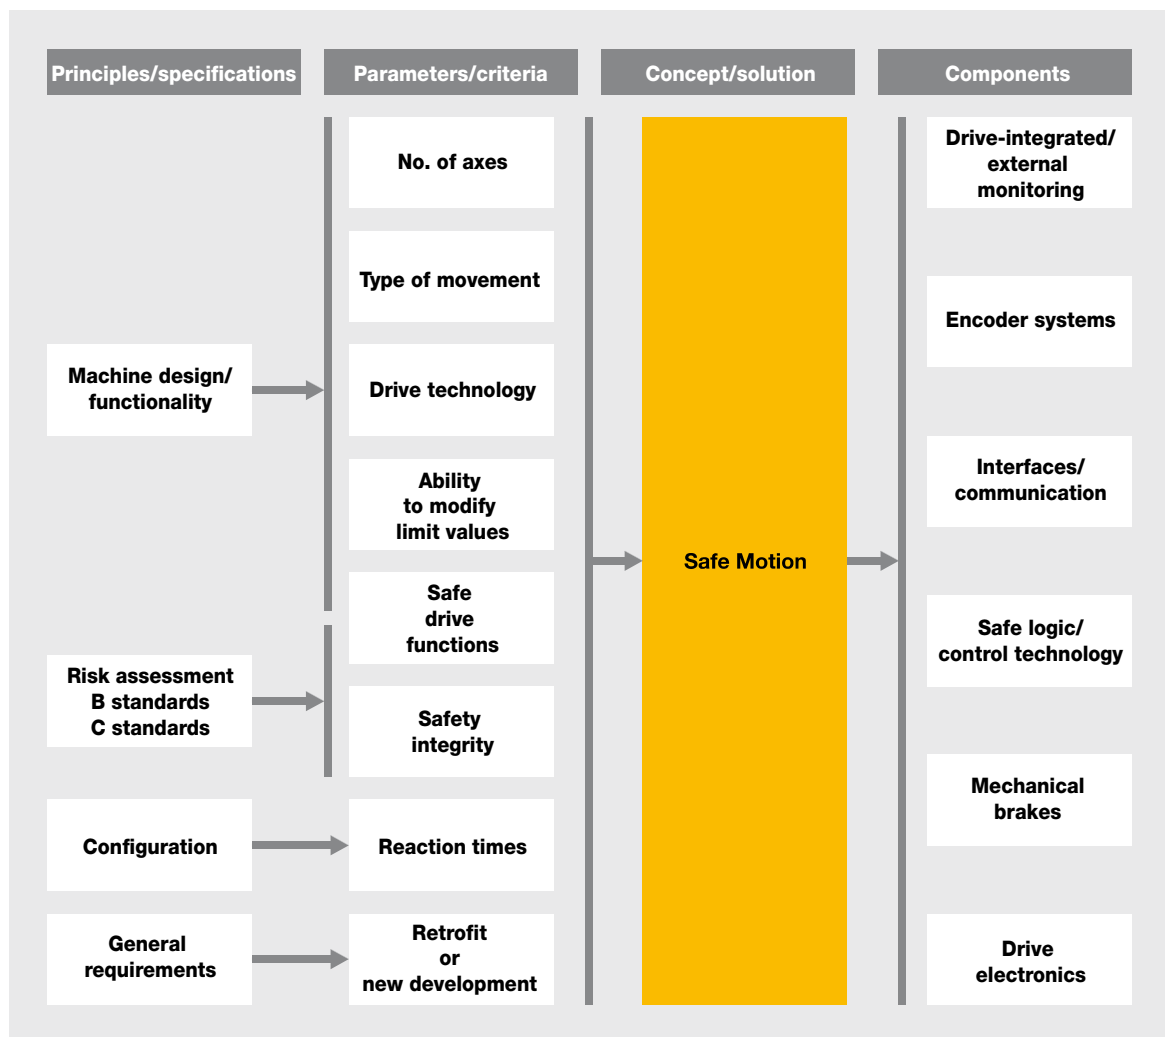 Principles/specifications
Parameters/criteria
Concept/solution
Components
Machine design/
functionality
Risk assessment
B standards
C standards
Configuration
General
requirements
No. of axes
Type of movement
Drive technology
Ability
to modify
limit values
Safe
drive
functions
Safety
integrity
Reaction times
Retrofit
or
new development
Safe Motion
Drive-integrated/
external
monitoring
Encoder systems
Interfaces/
communication
Safe logic/
control technology
Mechanical
brakes
Drive
electronics